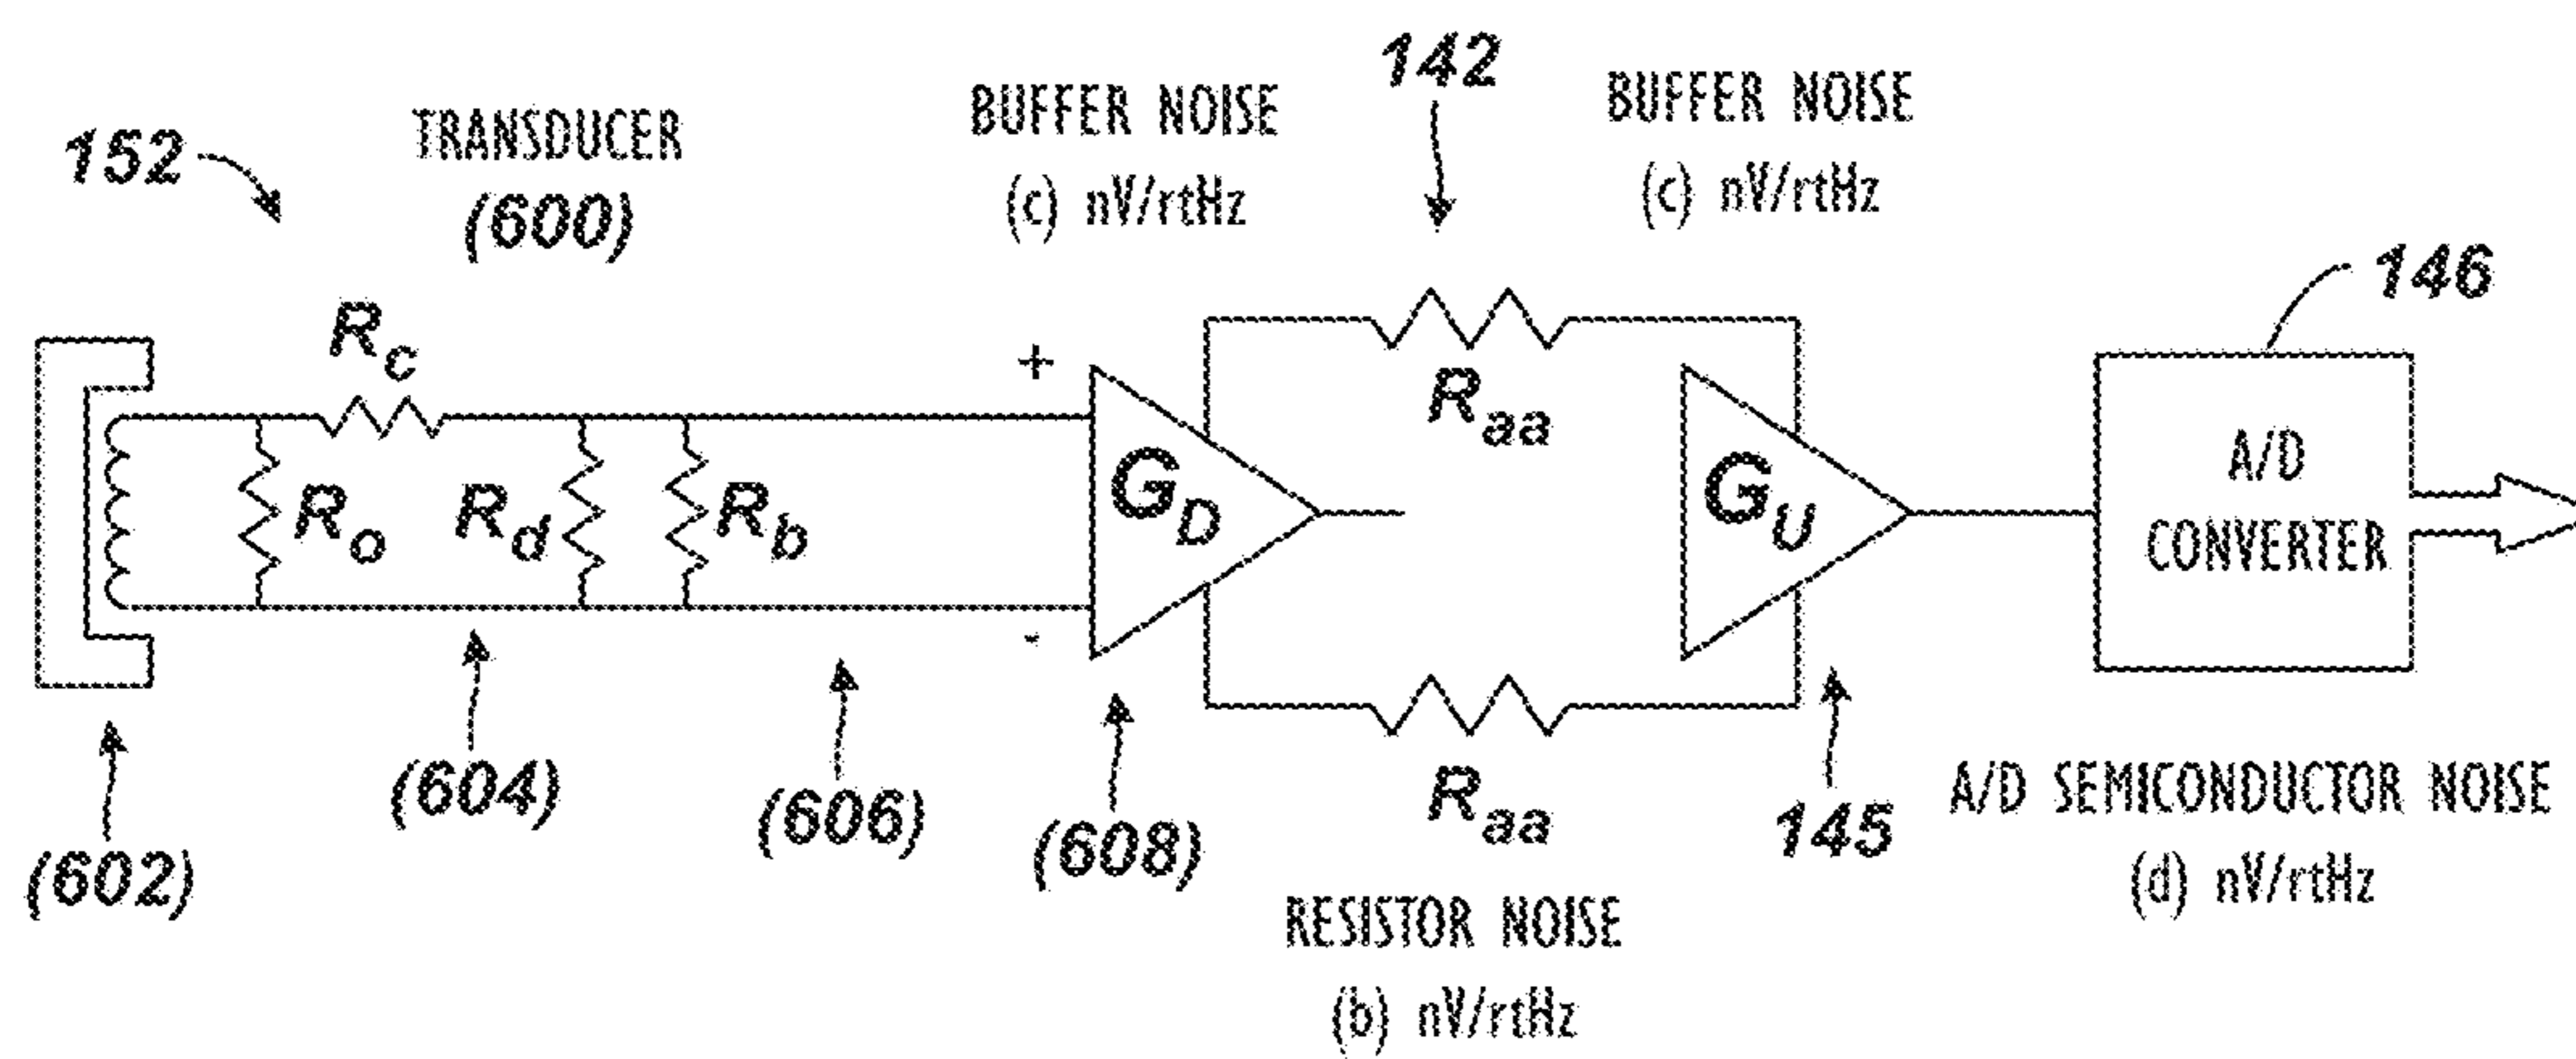 152
TRANSDUCER
(600)
BUFFER NOISE
(c) nV/rtHz
142
BUFFER NOISE
(c) nV/rtHz
146
Rc
+
Raa
Ro
Rd
Rb
GD
GU
A/D
CONVERTER
-
(602)
(604)
(606)
(608)
Raa
145
A/D SEMICONDUCTOR NOISE
(d) nV/rtHz
RESISTOR NOISE
(b) nV/rtHz